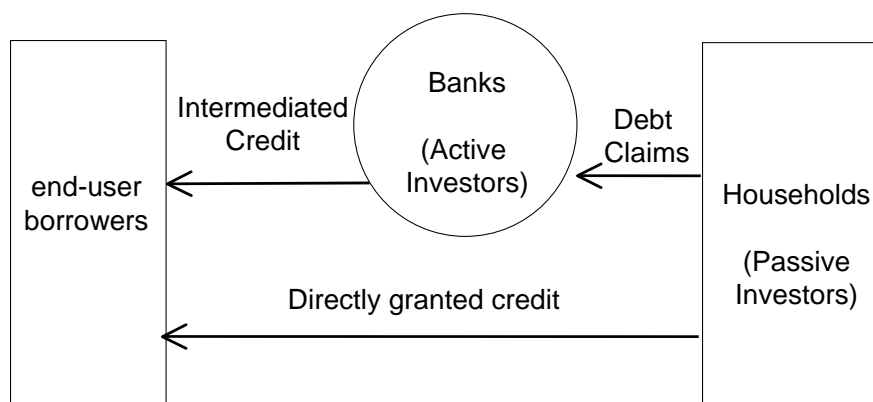 end-user
borrowers
Intermediated
Credit
Banks
(Active
Investors)
Debt
Claims
Households
(Passive
Investors)
Directly granted credit